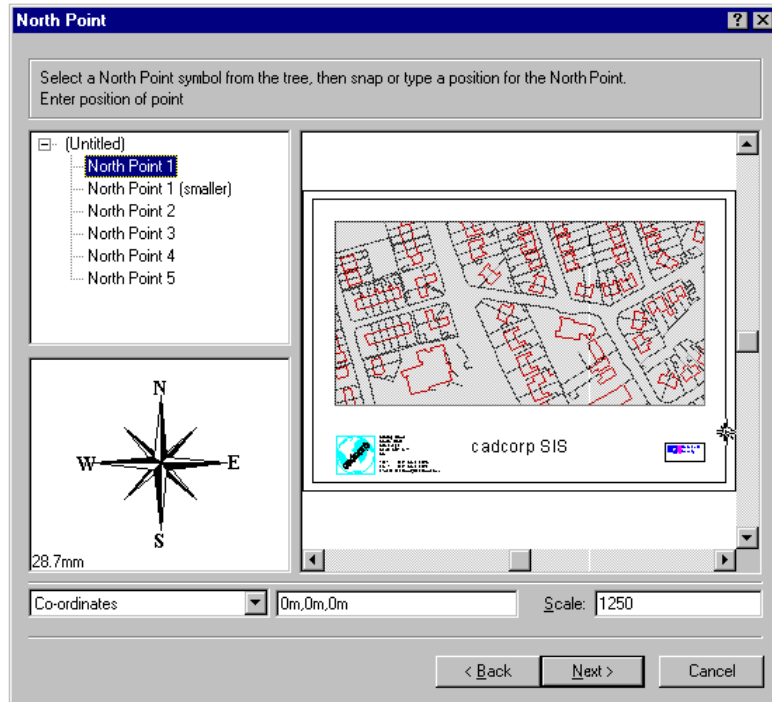 North Point
Select a North Point symbol from the tree, then snap or type a position for the North Point.
Enter position of point
(Untitled)
North Point 1
North Point 1 (smaller)
North Point 2
North Point 3
North Point 4
North Point 5
N
W E
S
28.7mm
cadcorp
cadcorp SIS
Co-ordinates 0m,0m,0m Scale: 1250
< Back Next > Cancel